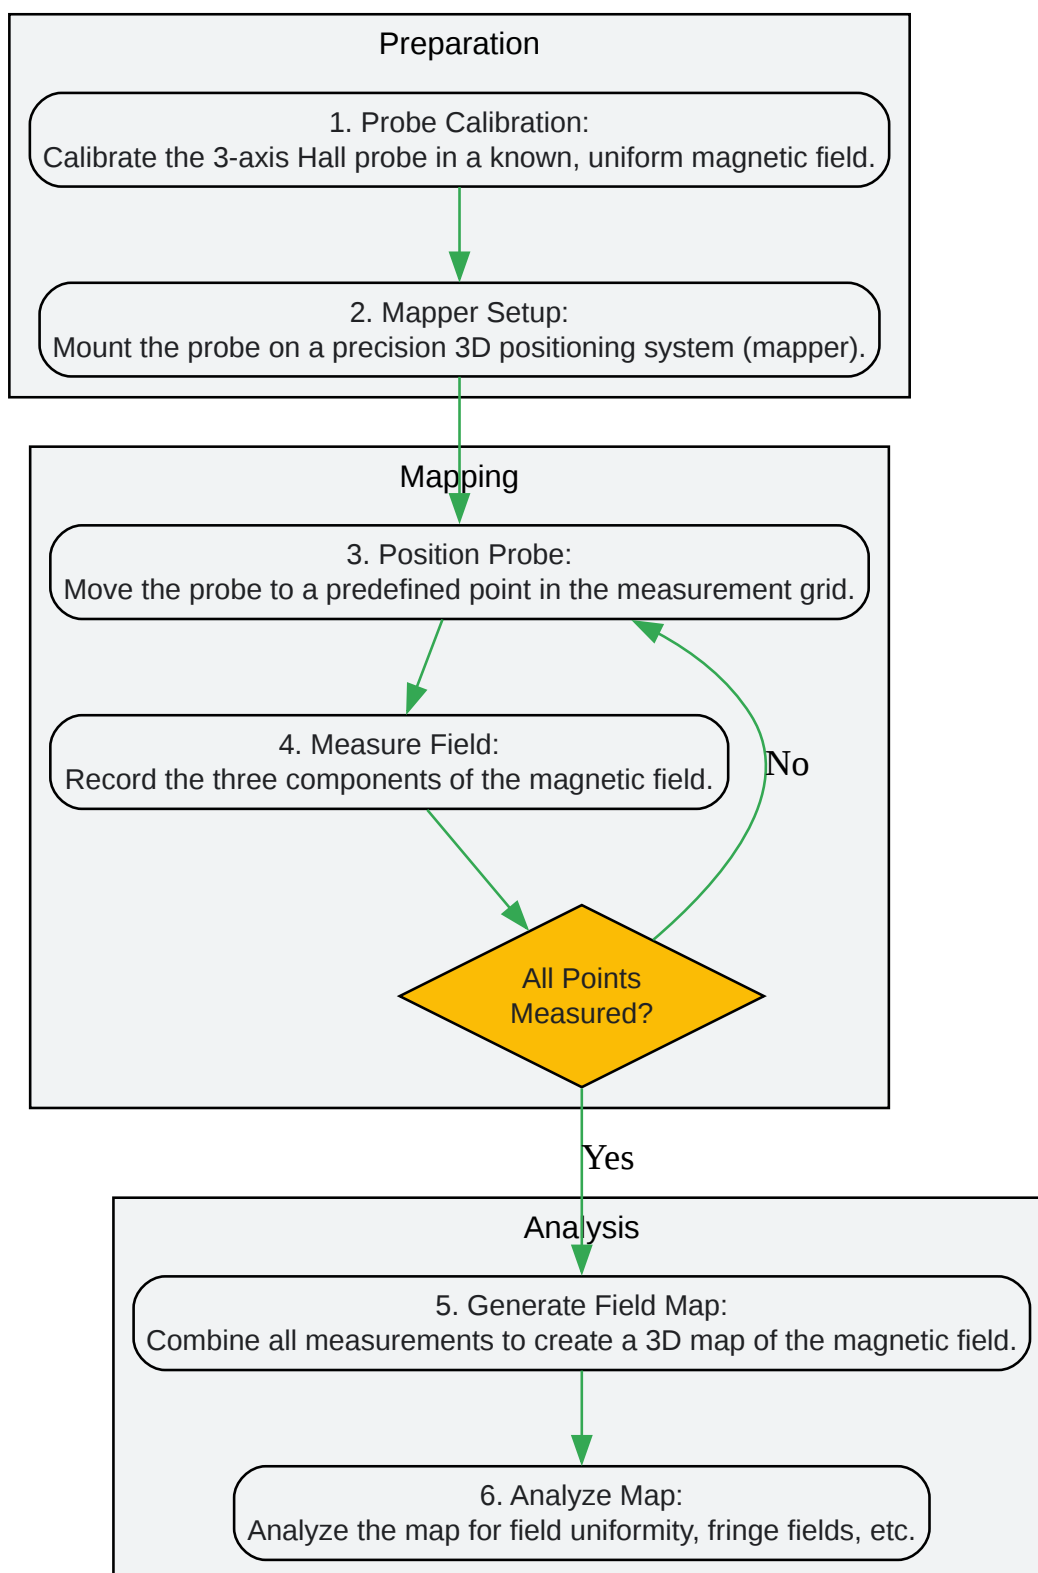 Preparation
1. Probe Calibration:
Calibrate the 3-axis Hall probe in a known, uniform magnetic field.
2. Mapper Setup:
Mount the probe on a precision 3D positioning system (mapper).
Mapping
3. Position Probe:
Move the probe to a predefined point in the measurement grid.
4. Measure Field:
Record the three components of the magnetic field.
No
All Points
Measured?
Yes
Analysis
5. Generate Field Map:
Combine all measurements to create a 3D map of the magnetic field.
6. Analyze Map:
Analyze the map for field uniformity, fringe fields, etc.